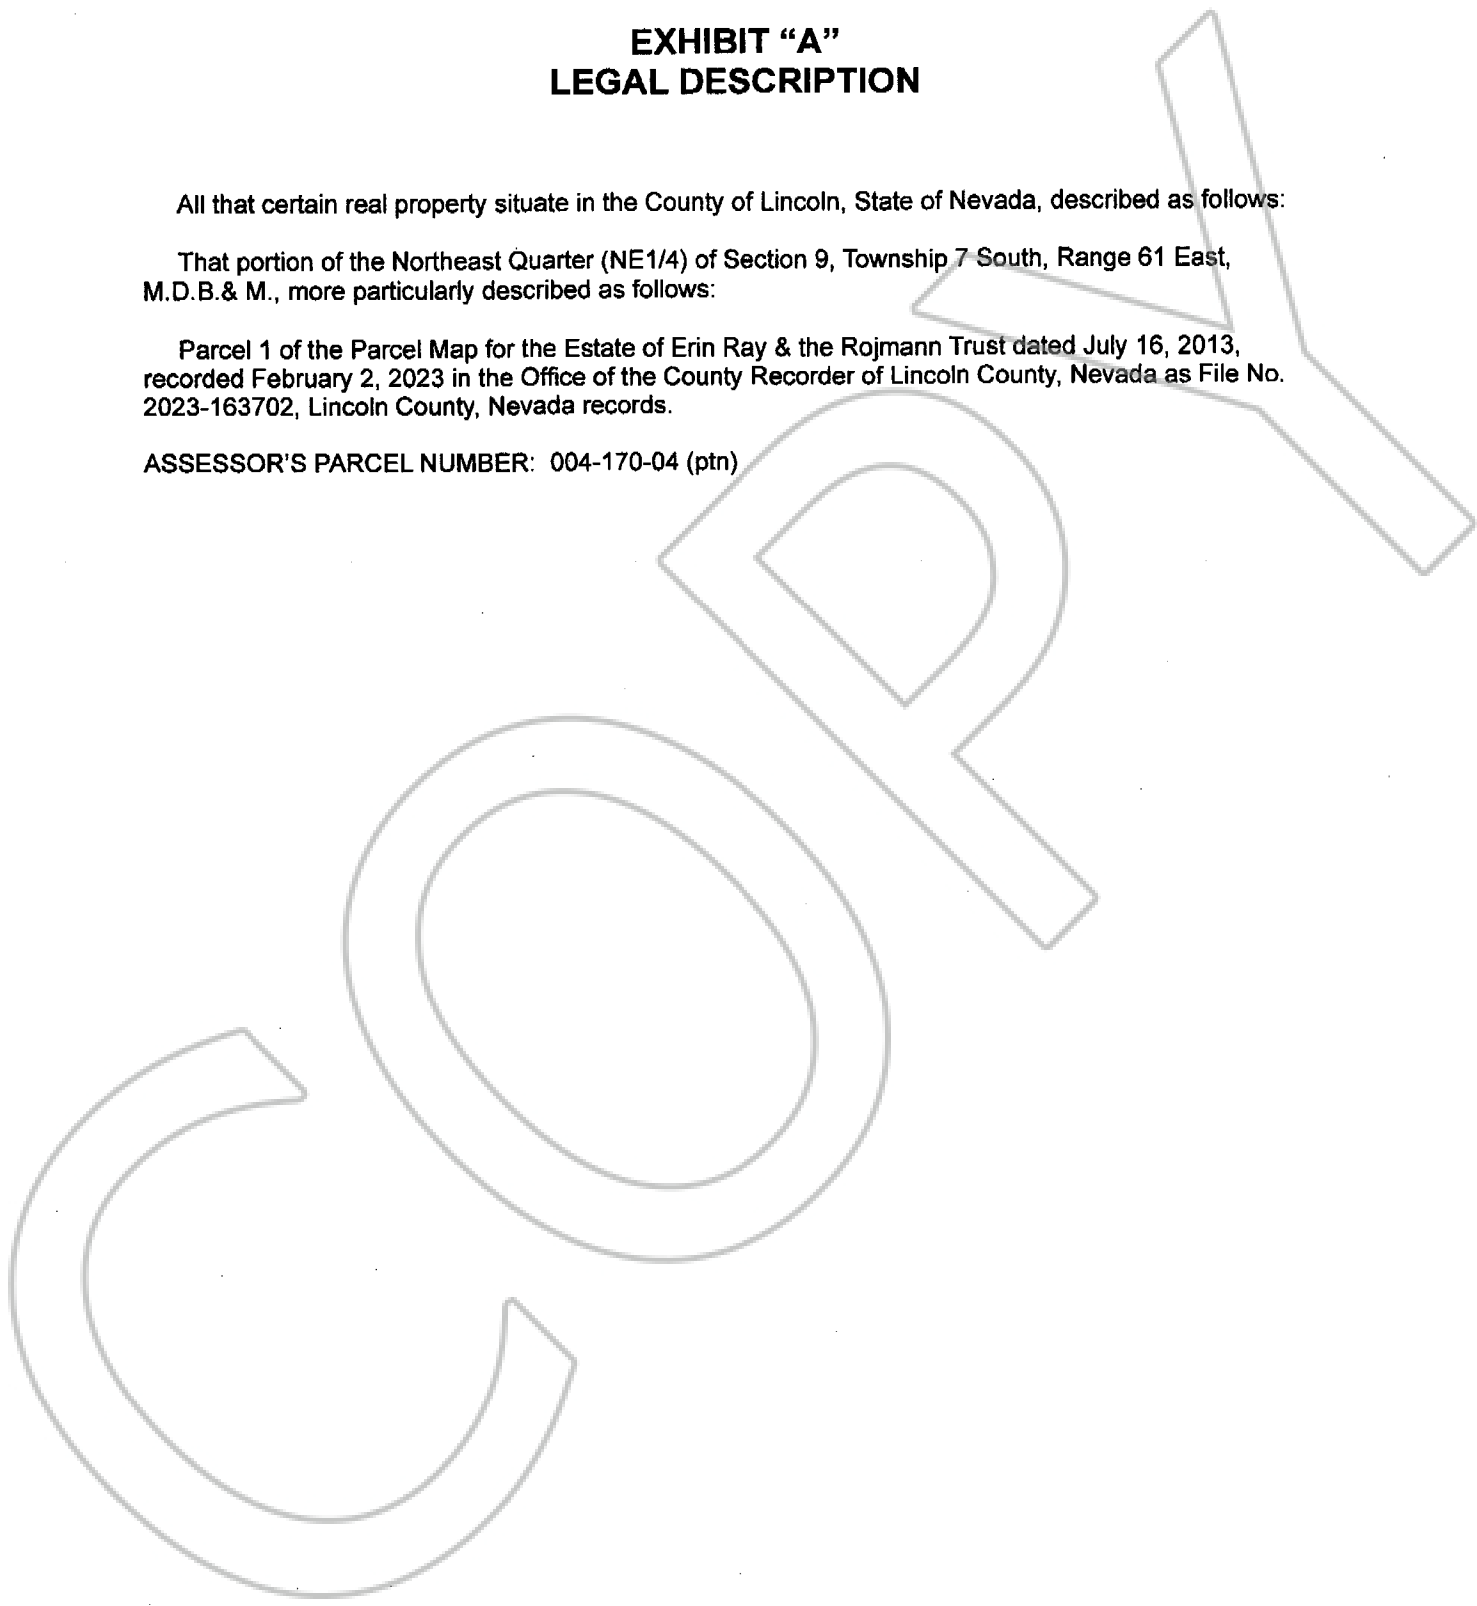 EXHIBIT “A”
LEGAL DESCRIPTION
All that certain real property situate in the County of Lincoln, State of Nevada, described as follows:
That portion of the Northeast Quarter (NE1/4) of Section 9, Township 7 South, Range 61 East,
M.D.B.& M., more particularly described as follows:
Parcel 1 of the Parcel Map for the Estate of Erin Ray & the Rojmann Trust dated July 16, 2013,
recorded February 2, 2023 in the Office of the County Recorder of Lincoln County, Nevada as File No.
2023-163702, Lincoln County, Nevada records.
ASSESSOR'S PARCEL NUMBER: 004-170-04 (ptn)
COPY